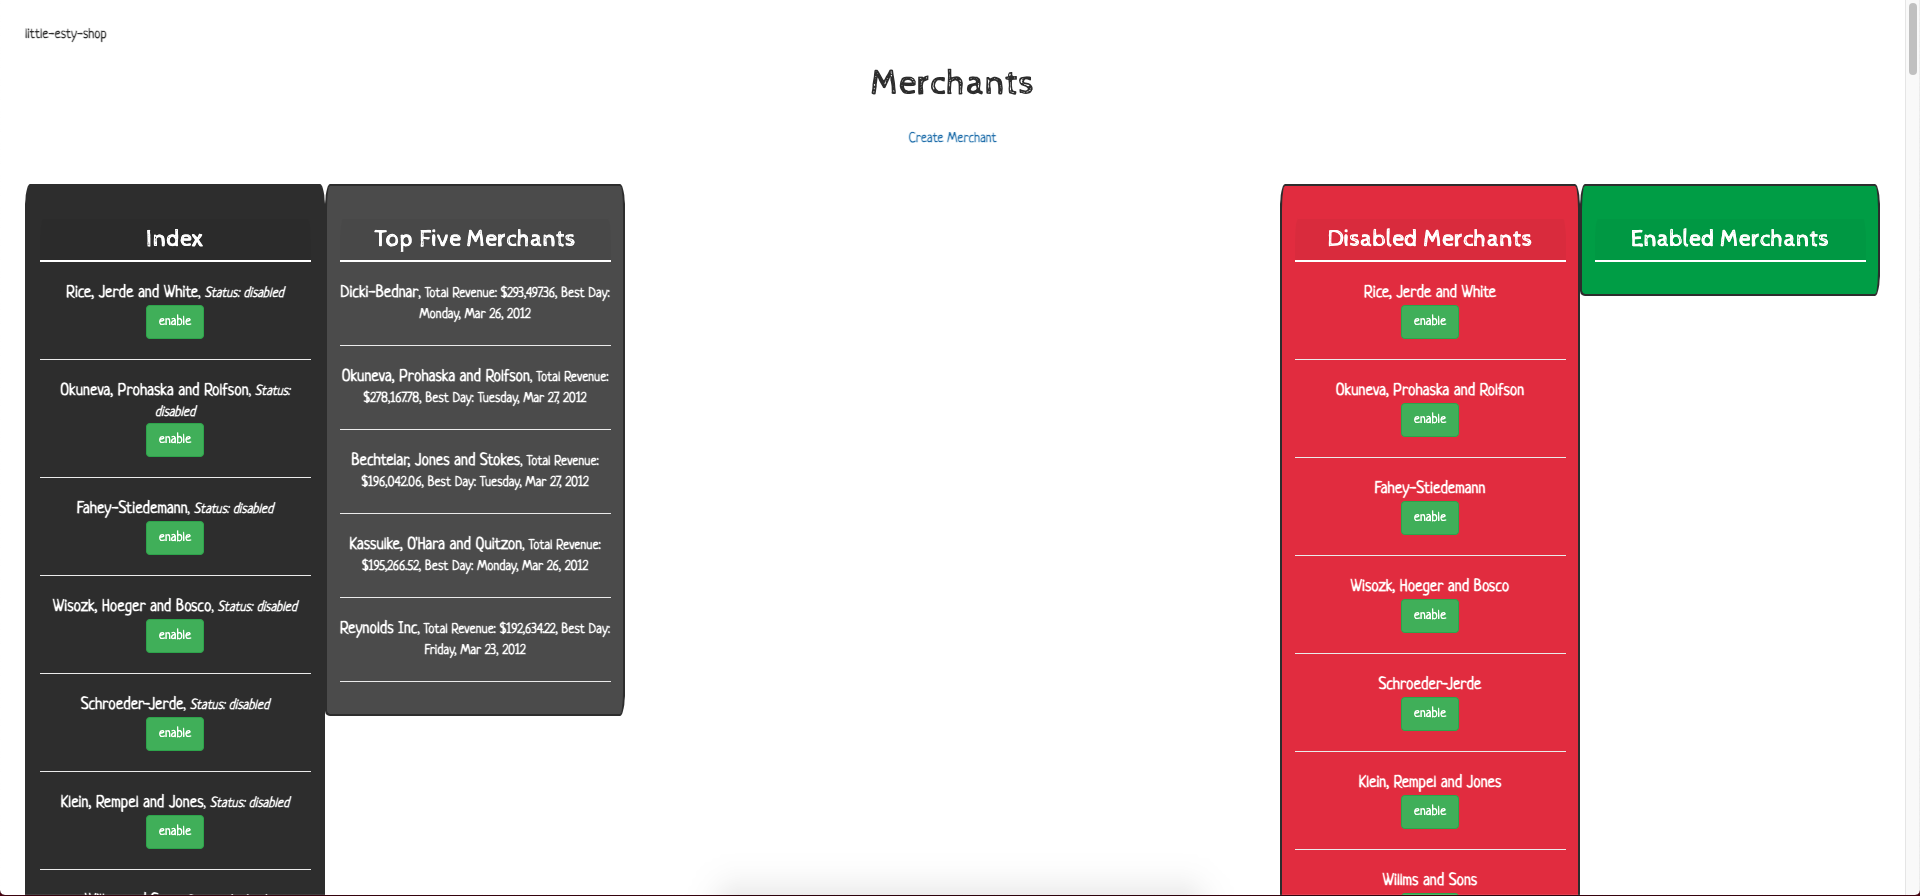 little-esty-shop
Merchants
Create Merchant
Index
Rice, Jerde and White, Status: disabled
enable
Okuneva, Prohaska and Rolfson, Status:
disabled
enable
Fahey-Stiedemann, Status: disabled
enable
Wisozk, Hoeger and Bosco, Status: disabled
enable
Schroeder-Jerde, Status: disabled
enable
Klein, Rempel and Jones, Status: disabled
enable
Top Five Merchants
Dicki-Bednar, Total Revenue: $293,497.36, Best Day:
Monday, Mar 26, 2012
Okuneva, Prohaska and Rolfson, Total Revenue:
$278,167.78, Best Day: Tuesday, Mar 27, 2012
Bechtelar, Jones and Stokes, Total Revenue:
$196,042.06, Best Day: Tuesday, Mar 27, 2012
Kassulke, O'Hara and Quitzon, Total Revenue:
$195,266.52, Best Day: Monday, Mar 26, 2012
Reynolds Inc, Total Revenue: $192,634.22, Best Day:
Friday, Mar 23, 2012
Disabled Merchants
Rice, Jerde and White
enable
Okuneva, Prohaska and Rolfson
enable
Fahey-Stiedemann
enable
Wisozk, Hoeger and Bosco
enable
Schroeder-Jerde
enable
Klein, Rempel and Jones
enable
Willms and Sons
Enabled Merchants